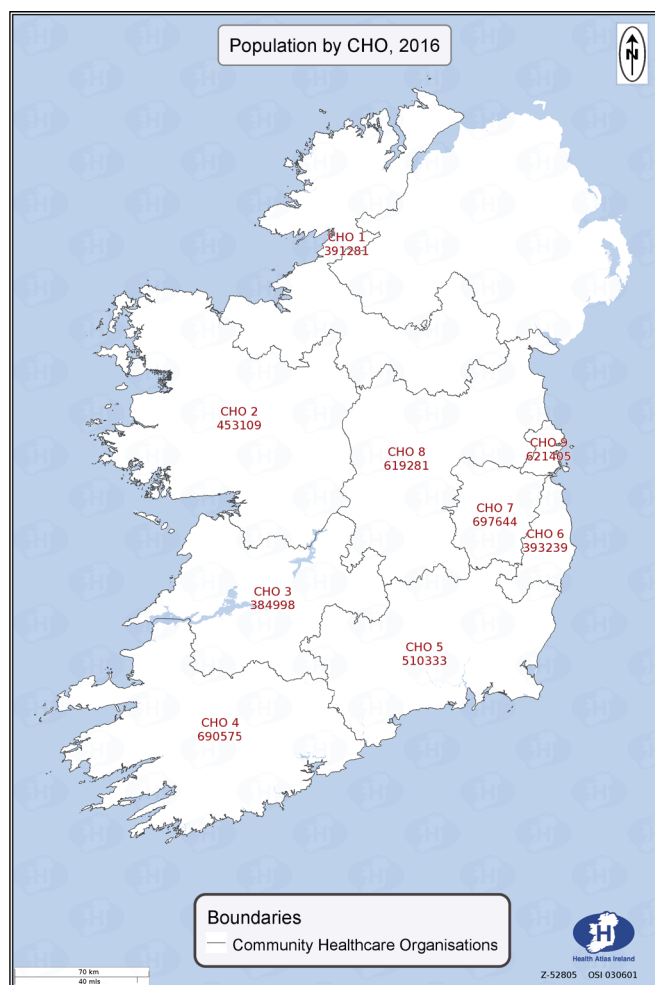 Population by CHO, 2016
N
CHO 1
391281
CHO 2
453109
CHO 9
621405
CHO 8
619281
CHO 7
697644
CHO 6
393239
CHO 3
384998
CHO 5
510333
CHO 4
690575
Boundaries
Community Healthcare Organisations
H
Health Atlas Ireland
70 km
40 mls
Z-52805 OSI 030601